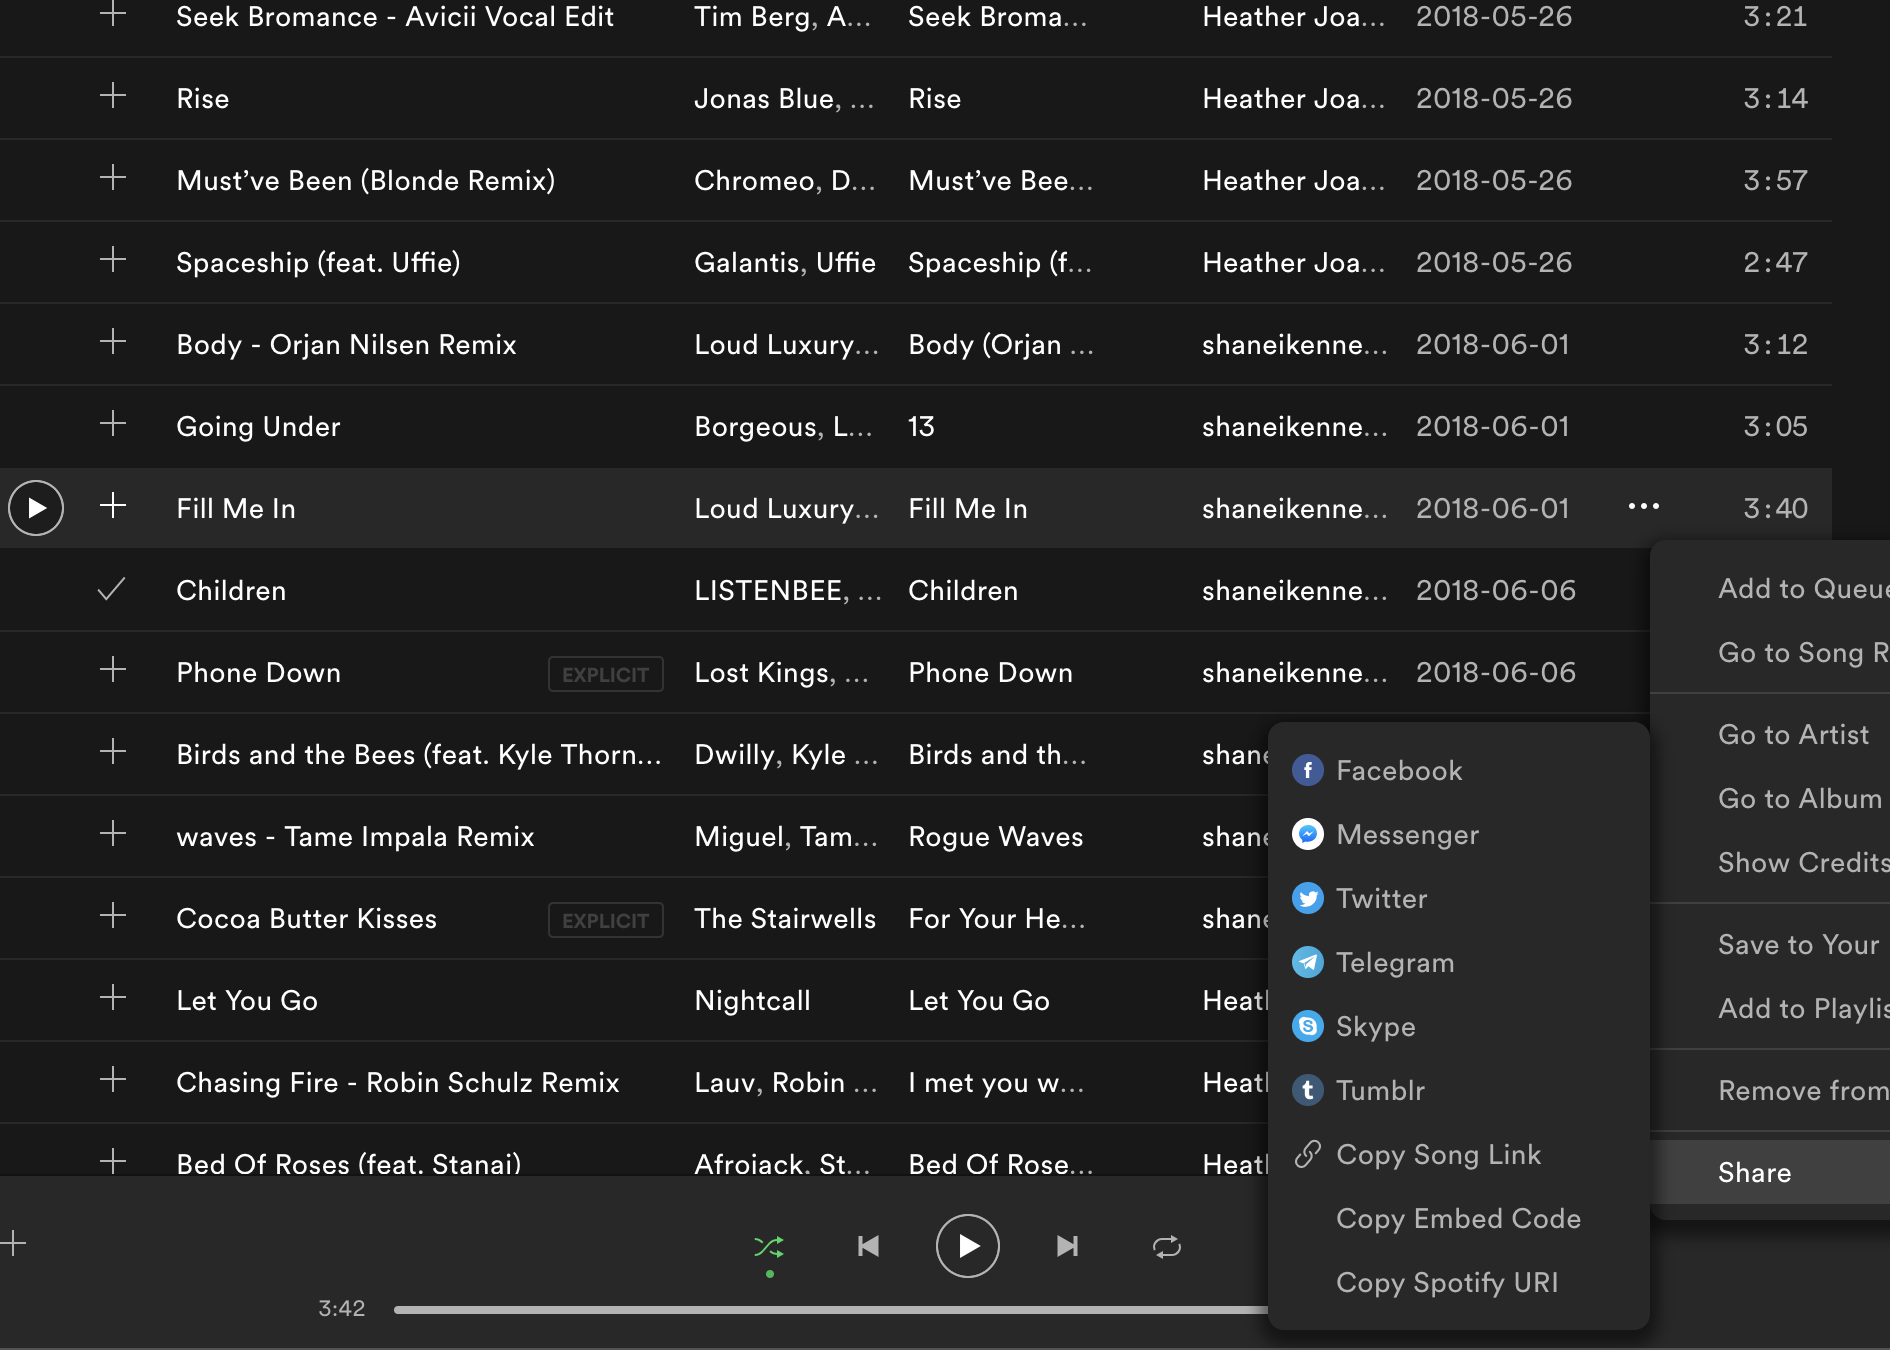 Seek Bromance - Avicii Vocal Edit Tim Berg, A... Seek Broma... Heather Joa... 2018-05-26 3:21
Rise Jonas Blue, ... Rise Heather Joa... 2018-05-26 3:14
Must’ve Been (Blonde Remix) Chromeo, D... Must’ve Bee... Heather Joa... 2018-05-26 3:57
Spaceship (feat. Uffie) Galantis, Uffie Spaceship (f... Heather Joa... 2018-05-26 2:47
Body - Orjan Nilsen Remix Loud Luxury... Body (Orjan ... shaneikenne... 2018-06-01 3:12
Going Under Borgeous, L... 13 shaneikenne... 2018-06-01 3:05
Fill Me In Loud Luxury... Fill Me In shaneikenne... 2018-06-01 ... 3:40
Children LISTENBEE, ... Children shaneikenne... 2018-06-06
Phone Down EXPLICIT Lost Kings, ... Phone Down shaneikenne... 2018-06-06
Birds and the Bees (feat. Kyle Thorn... Dwilly, Kyle ... Birds and th... shane
waves - Tame Impala Remix Miguel, Tam... Rogue Waves shane
Cocoa Butter Kisses EXPLICIT The Stairwells For Your He... shane
Let You Go Nightcall Let You Go Heath
Chasing Fire - Robin Schulz Remix Lauv, Robin ... I met you w... Heath
Bed Of Roses (feat. Stanaj) Afrojack, St... Bed Of Rose... Heath
Add to Queue
Go to Song R
Go to Artist
Go to Album
Show Credits
Save to Your
Add to Playlis
Remove from
Share
Facebook
Messenger
Twitter
Telegram
Skype
Tumblr
Copy Song Link
Copy Embed Code
Copy Spotify URI
3:42